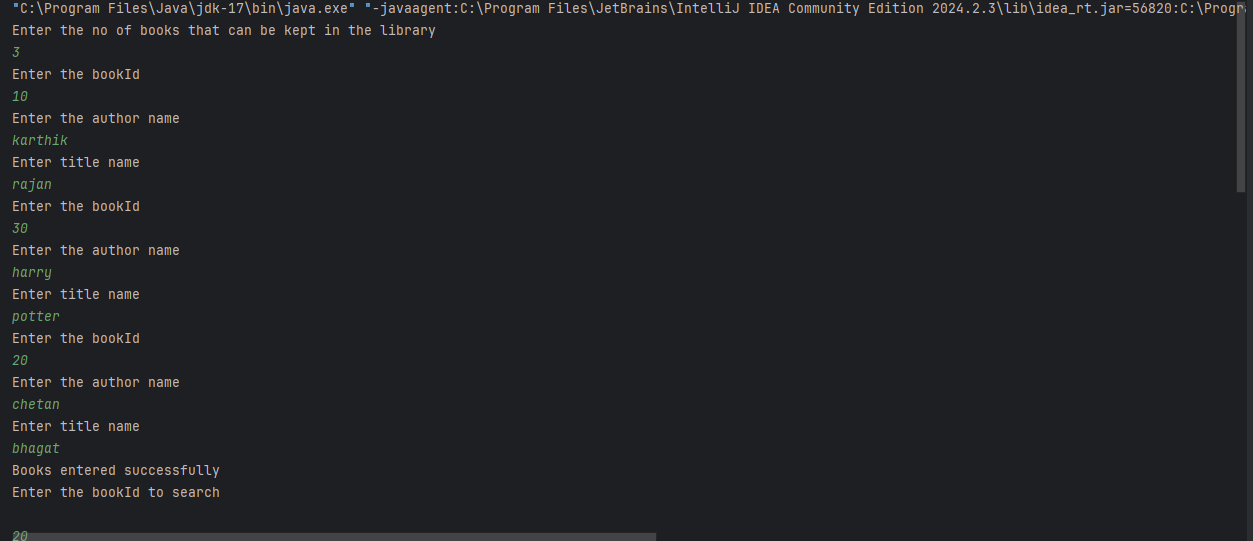 "C:\Program Files\Java\jdk-17\bin\java.exe" "-javaagent:C:\Program Files\JetBrains\IntelliJ IDEA Community Edition 2024.2.3\lib\idea_rt.jar=56820:C:\Progra
Enter the no of books that can be kept in the library
3
Enter the bookId
10
Enter the author name
karthik
Enter title name
rajan
Enter the bookId
30
Enter the author name
harry
Enter title name
potter
Enter the bookId
20
Enter the author name
chetan
Enter title name
bhagat
Books entered successfully
Enter the bookId to search
20